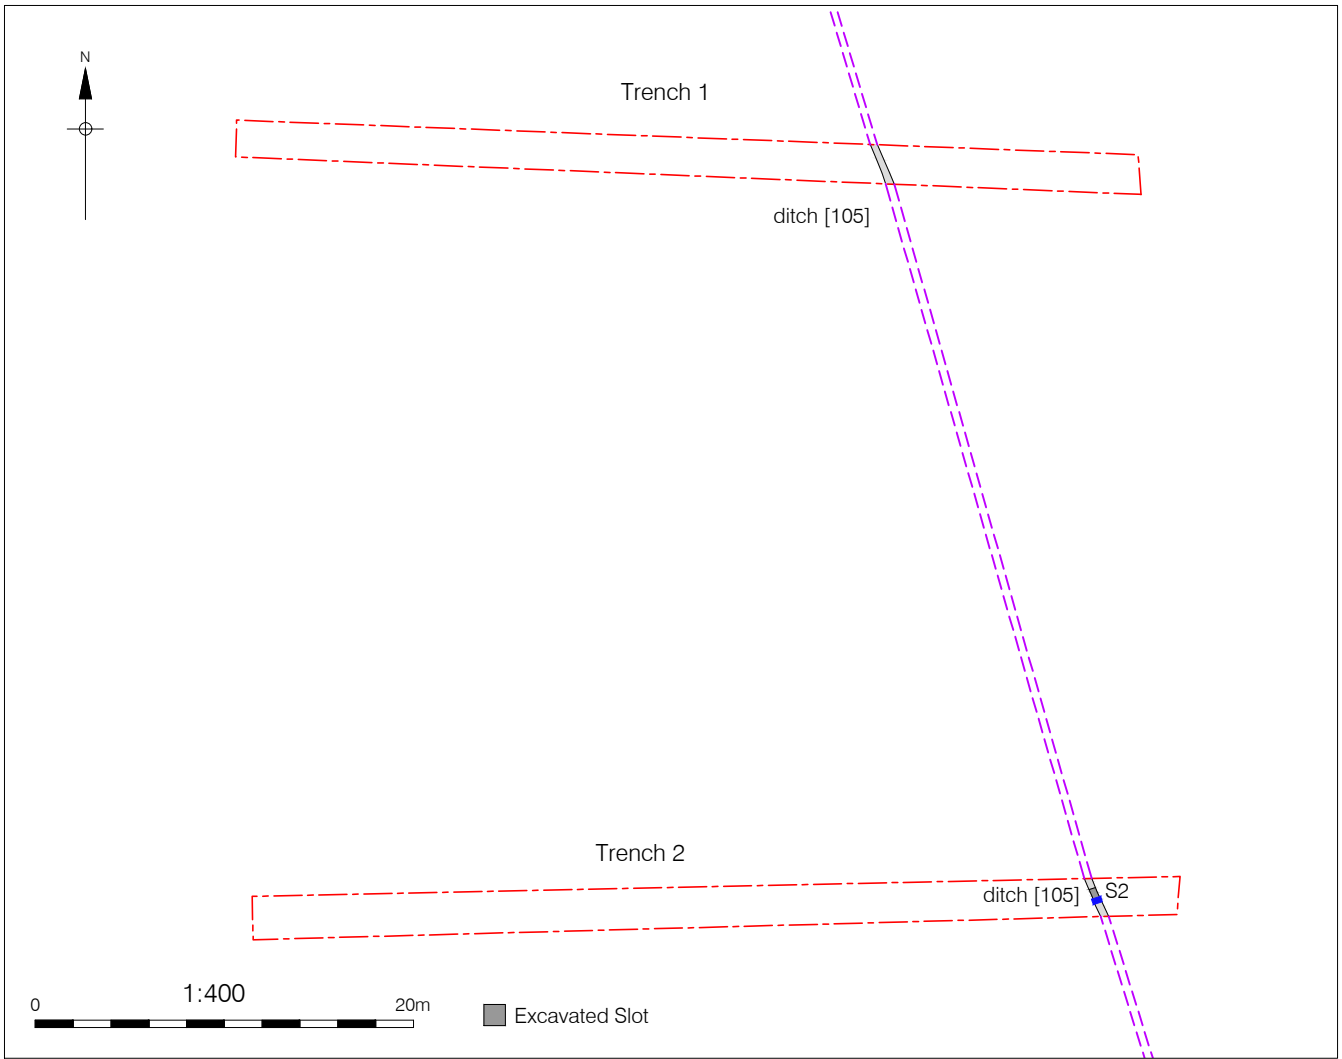 N
Trench 1
ditch [105]
Trench 2
ditch [105]
S2
1:400
0
20m
Excavated Slot